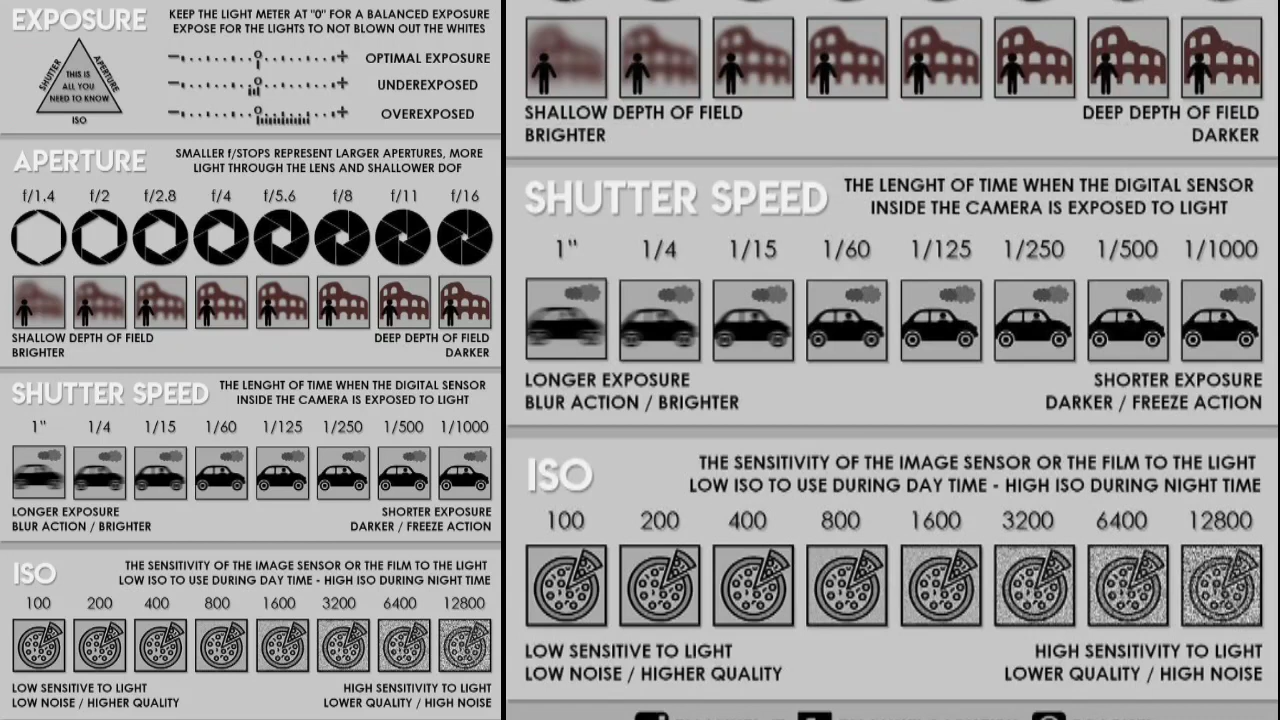 EXPOSURE
KEEP THE LIGHT METER AT "0" FOR A BALANCED EXPOSURE
EXPOSE FOR THE LIGHTS TO NOT BLOWN OUT THE WHITES
SHUTTER
APERTURE
THIS IS
ALL YOU
NEED TO KNOW
ISO
OPTIMAL EXPOSURE
UNDEREXPOSED
OVEREXPOSED
APERTURE
SMALLER f/STOPS REPRESENT LARGER APERTURES, MORE
LIGHT THROUGH THE LENS AND SHALLOWER DOF
f/1.4 f/2 f/2.8 f/4 f/5.6 f/8 f/11 f/16
SHALLOW DEPTH OF FIELD DEEP DEPTH OF FIELD
BRIGHTER DARKER
SHUTTER SPEED
THE LENGHT OF TIME WHEN THE DIGITAL SENSOR
INSIDE THE CAMERA IS EXPOSED TO LIGHT
1" 1/4 1/15 1/60 1/125 1/250 1/500 1/1000
LONGER EXPOSURE SHORTER EXPOSURE
BLUR ACTION / BRIGHTER DARKER / FREEZE ACTION
ISO
THE SENSITIVITY OF THE IMAGE SENSOR OR THE FILM TO THE LIGHT
LOW ISO TO USE DURING DAY TIME - HIGH ISO DURING NIGHT TIME
100 200 400 800 1600 3200 6400 12800
LOW SENSITIVE TO LIGHT HIGH SENSITIVITY TO LIGHT
LOW NOISE / HIGHER QUALITY LOWER QUALITY / HIGH NOISE
SHALLOW DEPTH OF FIELD DEEP DEPTH OF FIELD
BRIGHTER DARKER
SHUTTER SPEED
THE LENGHT OF TIME WHEN THE DIGITAL SENSOR
INSIDE THE CAMERA IS EXPOSED TO LIGHT
1" 1/4 1/15 1/60 1/125 1/250 1/500 1/1000
LONGER EXPOSURE SHORTER EXPOSURE
BLUR ACTION / BRIGHTER DARKER / FREEZE ACTION
ISO
THE SENSITIVITY OF THE IMAGE SENSOR OR THE FILM TO THE LIGHT
LOW ISO TO USE DURING DAY TIME - HIGH ISO DURING NIGHT TIME
100 200 400 800 1600 3200 6400 12800
LOW SENSITIVE TO LIGHT HIGH SENSITIVITY TO LIGHT
LOW NOISE / HIGHER QUALITY LOWER QUALITY / HIGH NOISE